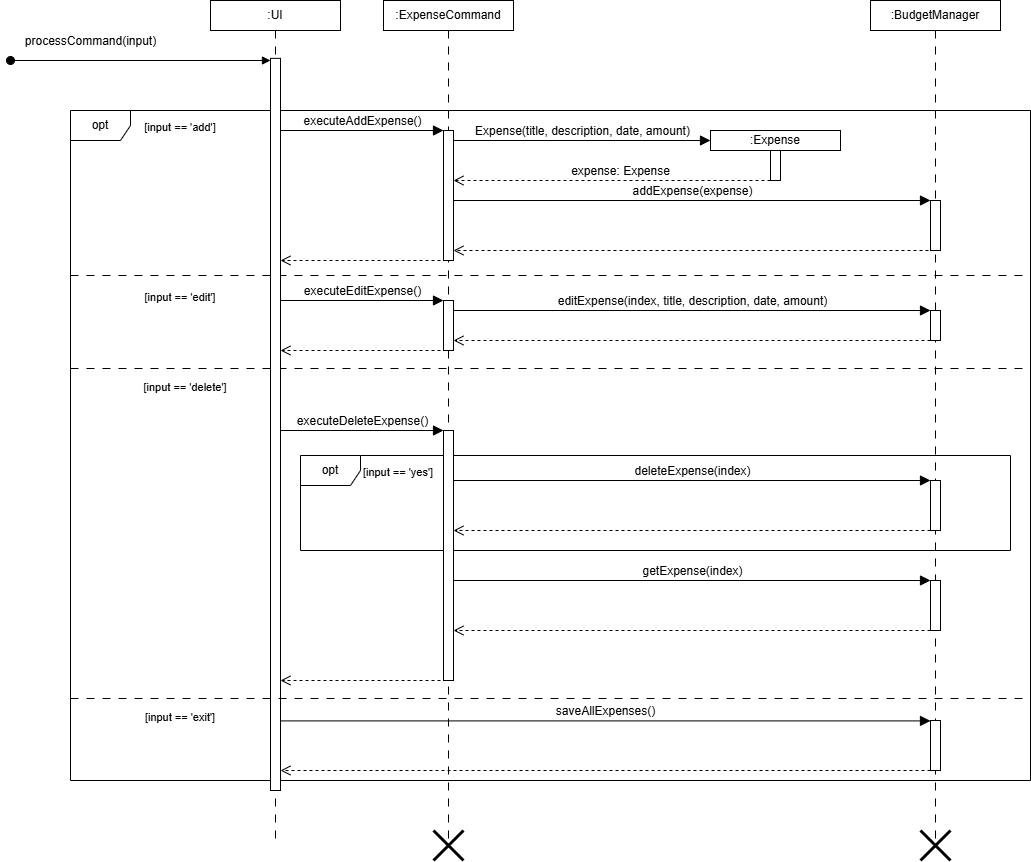 :UI
:ExpenseCommand
:BudgetManager
processCommand(input)
opt
[input == 'add']
executeAddExpense()
Expense(title, description, date, amount)
:Expense
expense: Expense
addExpense(expense)
[input == 'edit']
executeEditExpense()
editExpense(index, title, description, date, amount)
[input == 'delete']
executeDeleteExpense()
opt
[input == 'yes']
deleteExpense(index)
getExpense(index)
[input == 'exit']
saveAllExpenses()